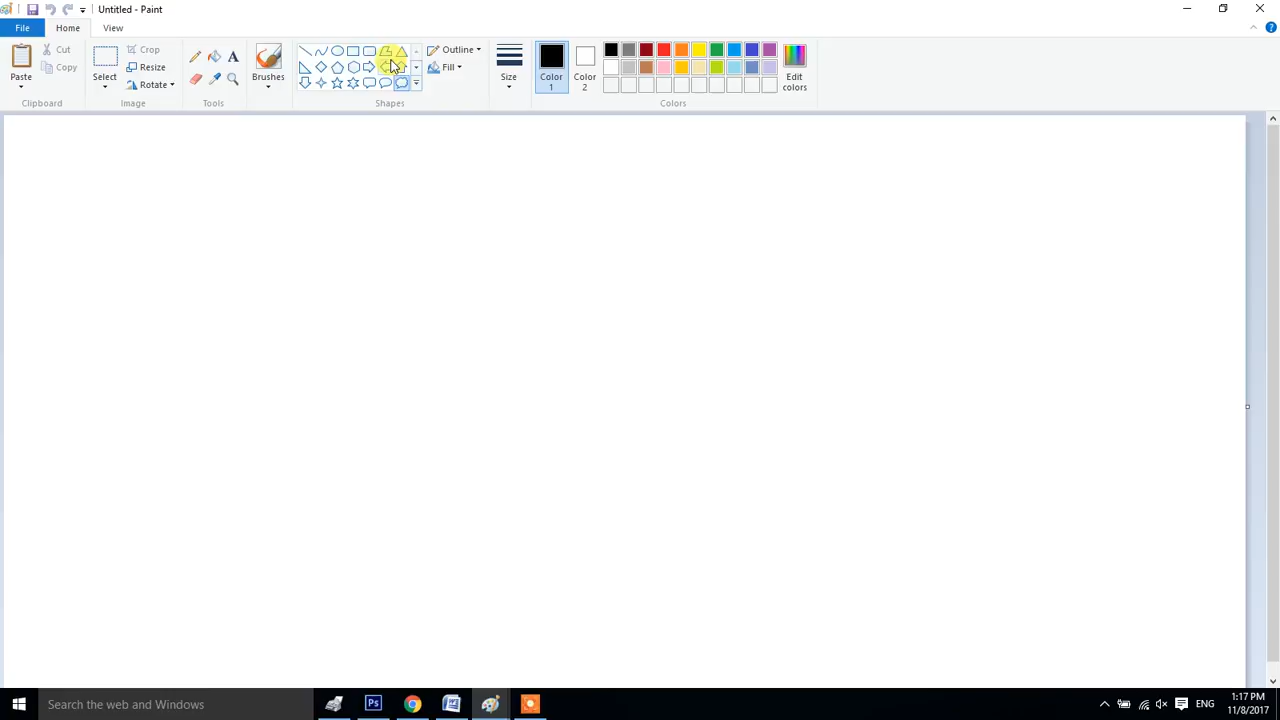 Untitled - Paint
File Home View
Paste
Cut
Copy
Clipboard
Select
Crop
Resize
Rotate
Image
A
Tools
Brushes
Shapes
Outline
Fill
Size
Color 1
Color 2
Edit colors
Colors
Search the web and Windows
Ps
ENG
1:17 PM
11/8/2017